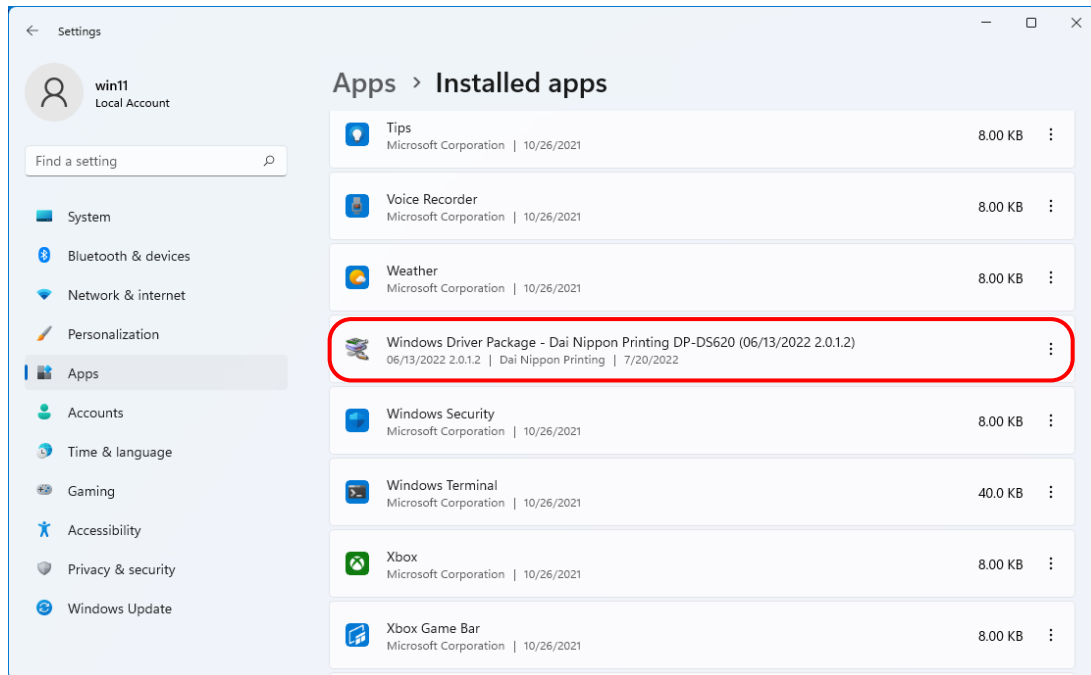 Settings
win11
Local Account
Find a setting
System
Bluetooth & devices
Network & internet
Personalization
Apps
Accounts
Time & language
Gaming
Accessibility
Privacy & security
Windows Update
Apps > Installed apps
Tips
Microsoft Corporation | 10/26/2021
8.00 KB
Voice Recorder
Microsoft Corporation | 10/26/2021
8.00 KB
Weather
Microsoft Corporation | 10/26/2021
8.00 KB
Windows Driver Package - Dai Nippon Printing DP-DS620 (06/13/2022 2.0.1.2)
06/13/2022 2.0.1.2 | Dai Nippon Printing | 7/20/2022
Windows Security
Microsoft Corporation | 10/26/2021
8.00 KB
Windows Terminal
Microsoft Corporation | 10/26/2021
40.0 KB
Xbox
Microsoft Corporation | 10/26/2021
8.00 KB
Xbox Game Bar
Microsoft Corporation | 10/26/2021
8.00 KB